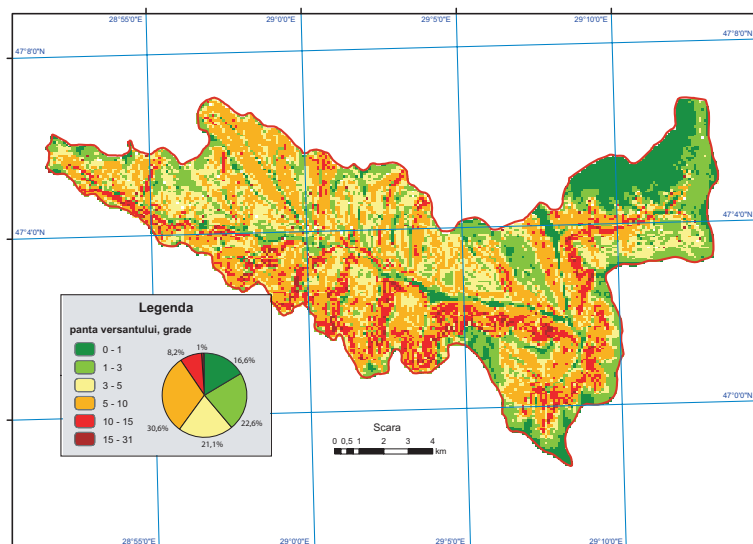 28°55'0"E 29°0'0"E 29°5'0"E 29°10'0"E
47°8'0"N 47°8'0"N
47°4'0"N 47°4'0"N
47°0'0"N 47°0'0"N
Legenda
panta versantului, grade
0 - 1
1 - 3
3 - 5
5 - 10
10 - 15
15 - 31
8,2% 1% 16,6%
30,6% 21,1% 22,6%
Scara
0 0,5 1 2 3 4
km
28°55'0"E 29°0'0"E 29°5'0"E 29°10'0"E